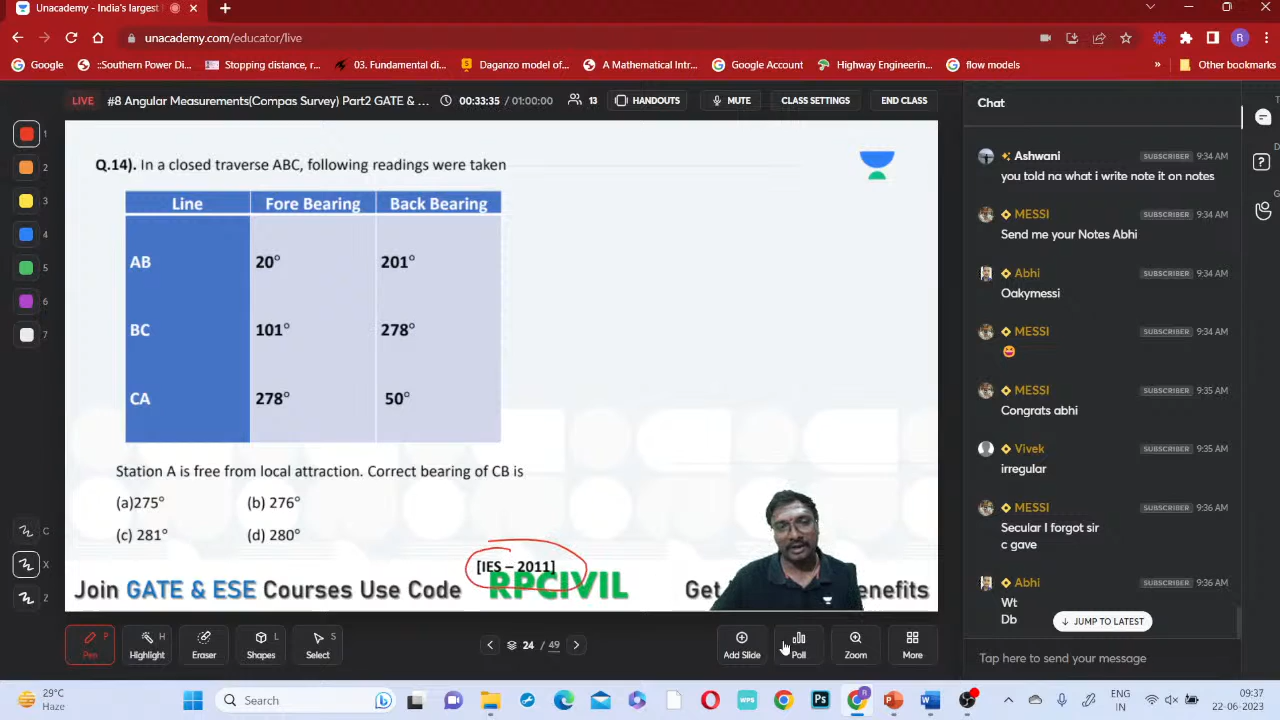 Unacademy - India's largest
unacademy.com/educator/live
Google
::Southern Power Di...
Stopping distance, r...
03. Fundamental di...
Daganzo model of...
A Mathematical Intr...
Google Account
Highway Engineerin...
flow models
»
Other bookmarks
LIVE
#8 Angular Measurements(Compas Survey) Part2 GATE & ...
00:33:35 / 01:00:00
13
HANDOUTS
MUTE
CLASS SETTINGS
END CLASS
Chat
1
2
3
4
5
6
7
C
X
Z
Q.14). In a closed traverse ABC, following readings were taken
Line Fore Bearing Back Bearing
AB 20° 201°
BC 101° 278°
CA 278° 50°
Station A is free from local attraction. Correct bearing of CB is
(a)275° (b) 276°
(c) 281° (d) 280°
[IES – 2011]
Join GATE & ESE Courses Use Code RPCIVIL
Ashwani SUBSCRIBER 9:34 AM
you told na what i write note it on notes
MESSI SUBSCRIBER 9:34 AM
Send me your Notes Abhi
Abhi SUBSCRIBER 9:34 AM
Oakymessi
MESSI SUBSCRIBER 9:34 AM
😆
MESSI SUBSCRIBER 9:35 AM
Congrats abhi
Vivek SUBSCRIBER 9:35 AM
irregular
MESSI SUBSCRIBER 9:36 AM
Secular I forgot sir
c gave
Abhi SUBSCRIBER 9:36 AM
Wt
Db
JUMP TO LATEST
Tap here to send your message
P
Pen
H
Highlight
Eraser
L
Shapes
S
Select
24 / 49
Add Slide
Poll
Zoom
More
29°C
Haze
Search
WPS
Ps
ENG
IN
09:37
22-06-2023